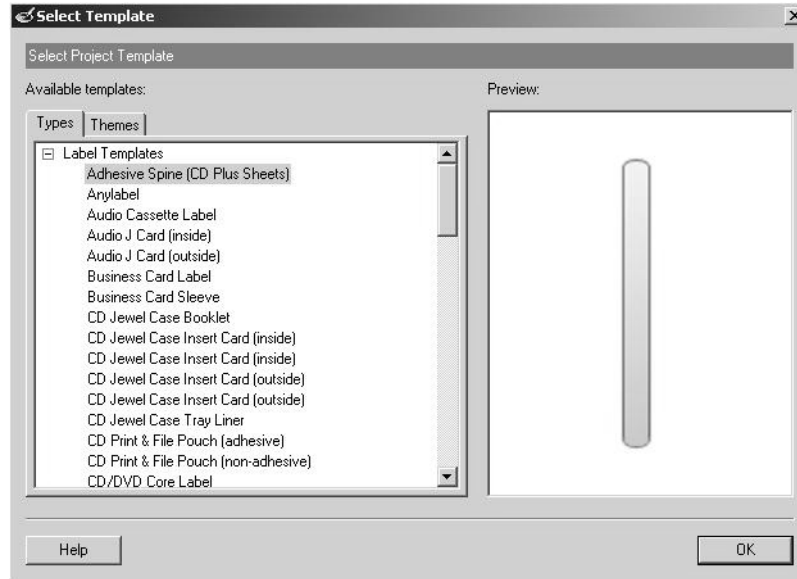 Select Template
Select Project Template
Available templates:
Preview:
Types
Themes
Label Templates
Adhesive Spine (CD Plus Sheets)
Anylabel
Audio Cassette Label
Audio J Card (inside)
Audio J Card (outside)
Business Card Label
Business Card Sleeve
CD Jewel Case Booklet
CD Jewel Case Insert Card (inside)
CD Jewel Case Insert Card (inside)
CD Jewel Case Insert Card (outside)
CD Jewel Case Insert Card (outside)
CD Jewel Case Tray Liner
CD Print & File Pouch (adhesive)
CD Print & File Pouch (non-adhesive)
CD/DVD Core Label
Help
OK